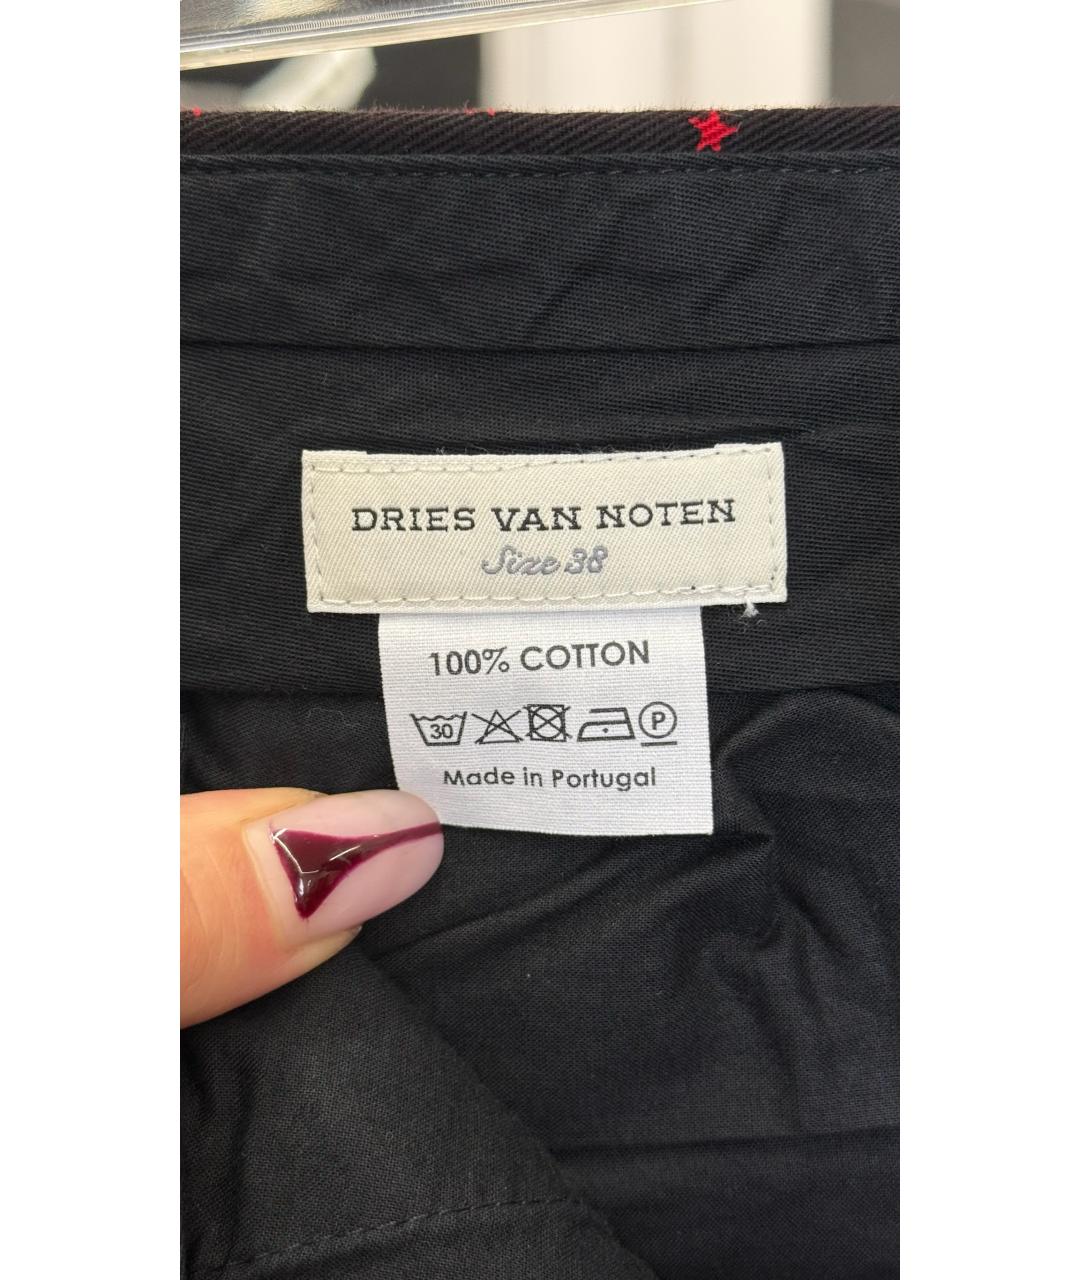 DRIES VAN NOTEN
Size 38
100% COTTON
30 P
Made in Portugal